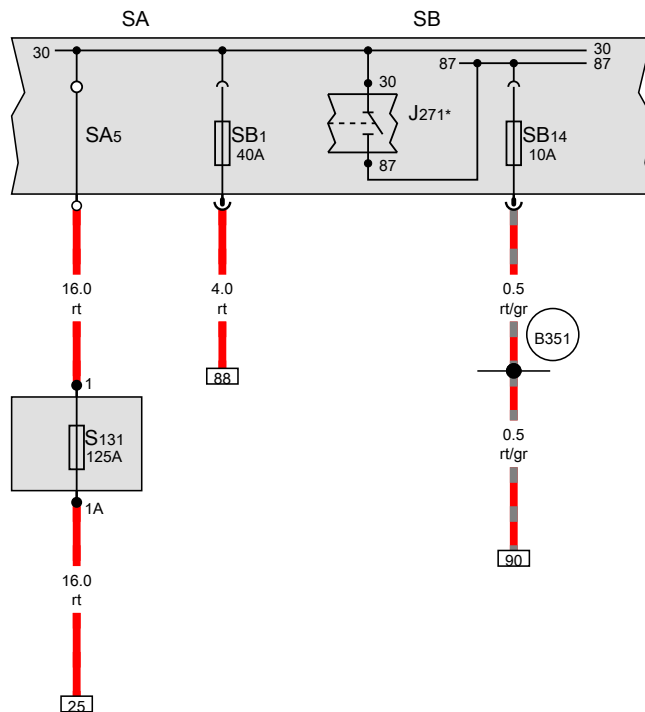 SA SB
30 30
87 87
30
SA5 SB1 J271* SB14
40A 87 10A
16.0 4.0 0.5
rt rt rt/gr
B351
88
1
S131
125A
0.5
rt/gr
1A
90
16.0
rt
25